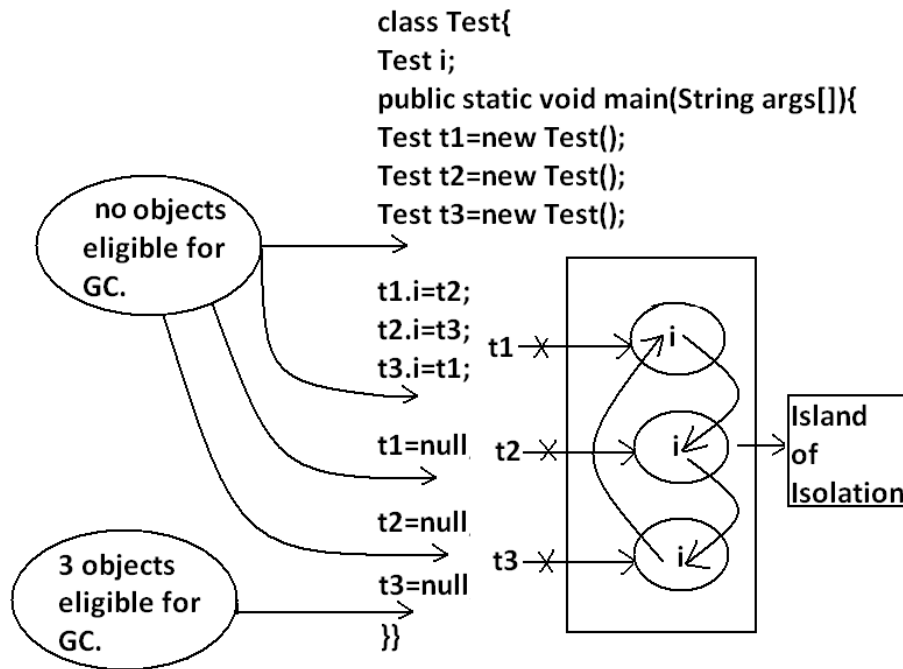 class Test{
Test i;
public static void main(String args[]){
Test t1=new Test();
Test t2=new Test();
Test t3=new Test();
no objects
eligible for
GC.
t1.i=t2;
t2.i=t3;
t3.i=t1;
t1=null
t2=null
t3=null
}}
3 objects
eligible for
GC.
t1
i
t2
i
t3
i
Island
of
Isolation